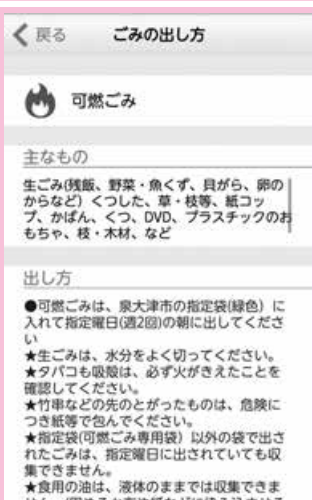 戻る ごみの出し方
可燃ごみ
主なもの
生ごみ(残飯、野菜・魚くず、貝がら、卵の
からなど）くつした、草・枝等、紙コッ
プ、かばん、くつ、DVD、プラスチックのお
もちゃ、枝・木材、など
出し方
●可燃ごみは、泉大津市の指定袋(緑色）に
入れて指定曜日(週2回)の朝に出してくださ
い
★生ごみは、水分をよく切ってください。
★タバコも吸殻は、必ず火がきえたことを
確認してください。
★竹串などの先のとがったものは、危険に
つき紙等で包んでください。
★指定袋(可燃ごみ専用袋）以外の袋で出さ
れたごみは、指定曜日に出されていても収
集できません。
★食用の油は、液体のままでは収集できま